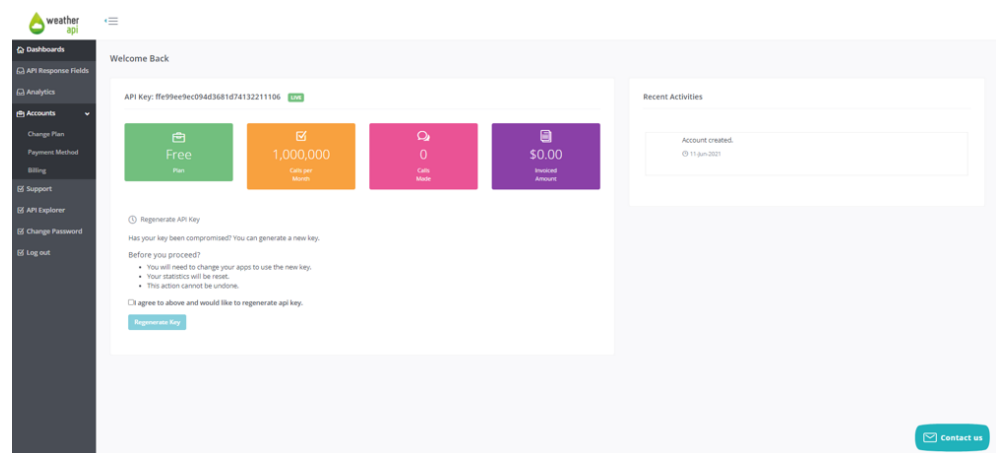 weather
api
Dashboards
API Response Fields
Analytics
Accounts
Change Plan
Payment Method
Billing
Support
API Explorer
Change Password
Log out
Welcome Back
API Key: ffe99ee9ec094d3681d74132211106 LIVE
Free
Plan
1,000,000
Calls per
Month
0
Calls
Made
$0.00
Invoiced
Amount
Regenerate API Key
Has your key been compromised? You can generate a new key.
Before you proceed?
You will need to change your apps to use the new key.
Your statistics will be reset.
This action cannot be undone.
I agree to above and would like to regenerate api key.
Regenerate Key
Recent Activities
Account created.
11-Jun-2021
Contact us